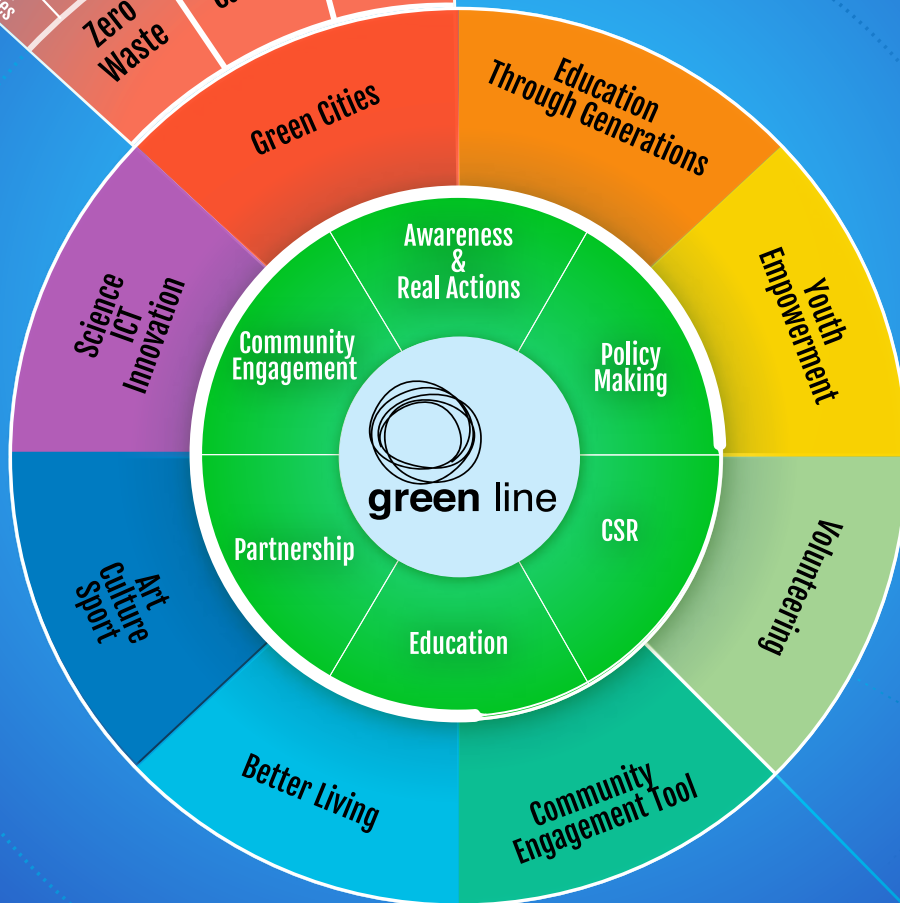 Zero
Waste
Green Cities
Education
Through Generations
Youth
Empowerment
Volunteering
Community
Engagement Tool
Better Living
Art
Culture
Sport
Science
ICT
Innovation
Awareness
&
Real Actions
Policy
Making
CSR
Education
Partnership
Community
Engagement
green line